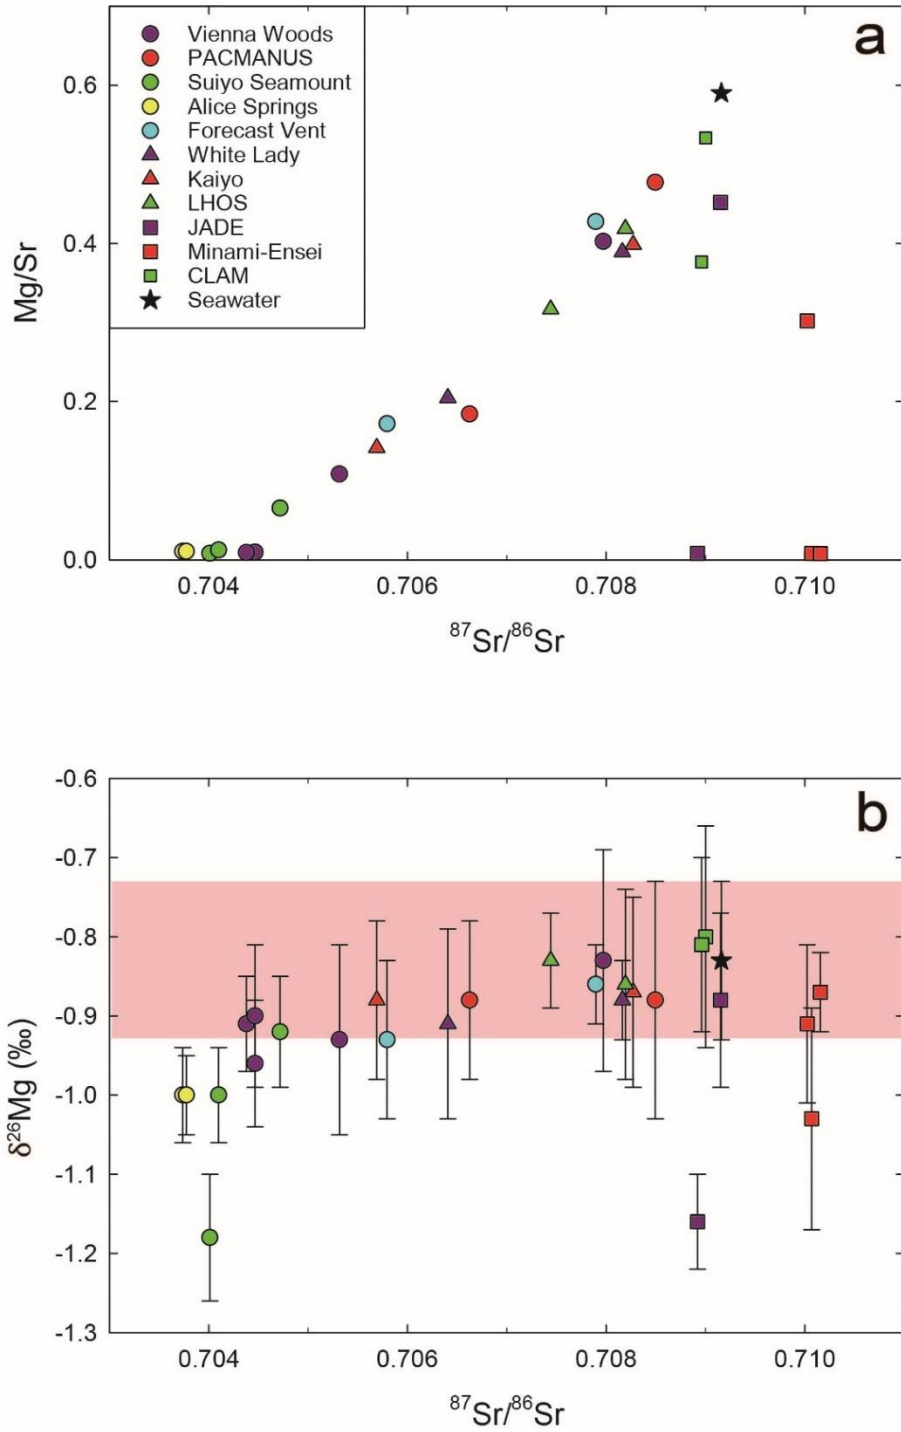 a
Vienna Woods
PACMANUS
Suiyo Seamount
Alice Springs
Forecast Vent
White Lady
Kaiyo
LHOS
JADE
Minami-Ensei
CLAM
Seawater
Mg/Sr
0.6
0.4
0.2
0.0
0.704 0.706 0.708 0.710
⁸⁷Sr/⁸⁶Sr
b
δ²⁶Mg (‰)
-0.6
-0.7
-0.8
-0.9
-1.0
-1.1
-1.2
-1.3
0.704 0.706 0.708 0.710
⁸⁷Sr/⁸⁶Sr